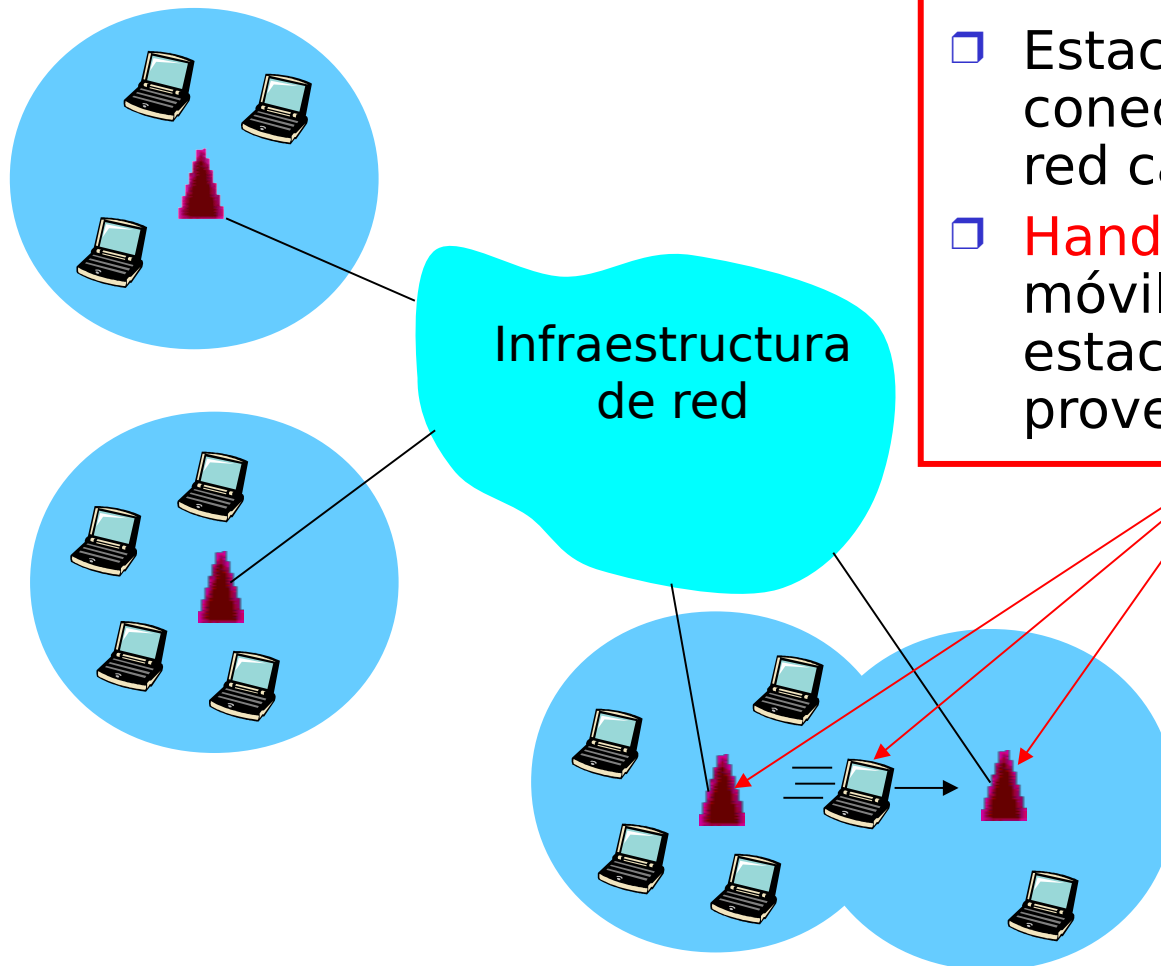 Infraestructura
de red
Estac
conec
red ca
Hand
móvil
estac
prove